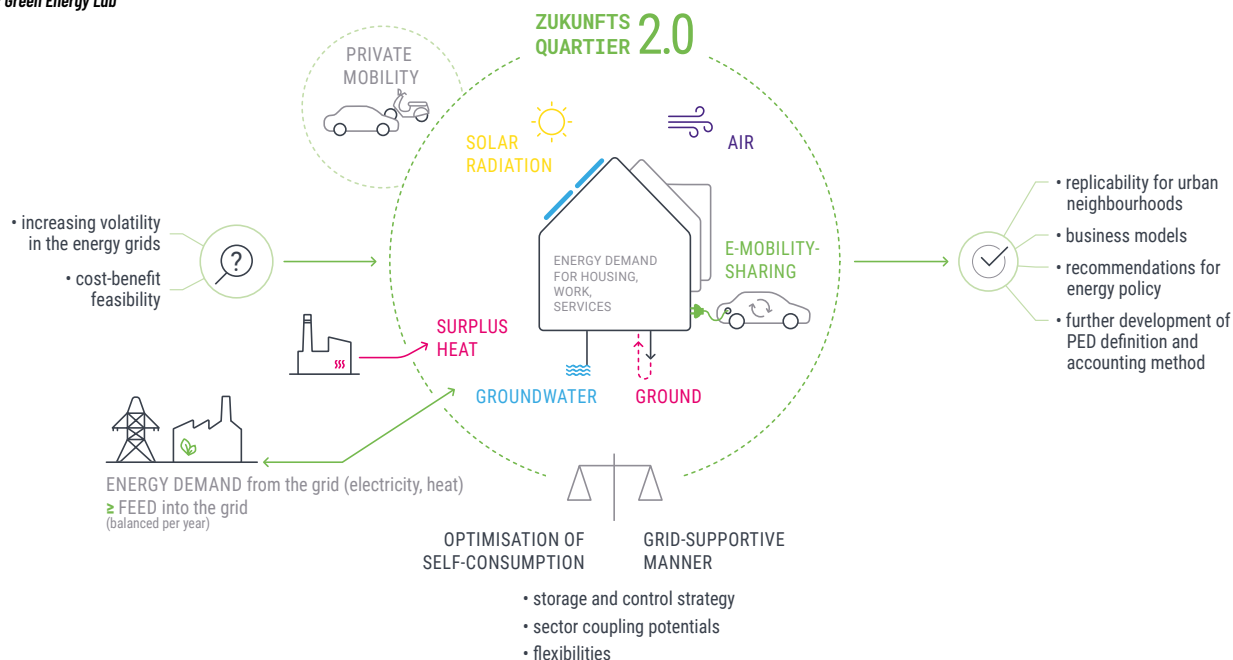 Green Energy Lab
ZUKUNFTS
QUARTIER 2.0
PRIVATE
MOBILITY
SOLAR
RADIATION
AIR
• increasing volatility
in the energy grids
• cost-benefit
feasibility
?
ENERGY DEMAND
FOR HOUSING,
WORK,
SERVICES
E-MOBILITY-
SHARING
• replicability for urban
neighbourhoods
• business models
• recommendations for
energy policy
• further development of
PED definition and
accounting method
SURPLUS
HEAT
GROUNDWATER
GROUND
ENERGY DEMAND from the grid (electricity, heat)
≥ FEED into the grid
(balanced per year)
OPTIMISATION OF
SELF-CONSUMPTION
GRID-SUPPORTIVE
MANNER
• storage and control strategy
• sector coupling potentials
• flexibilities